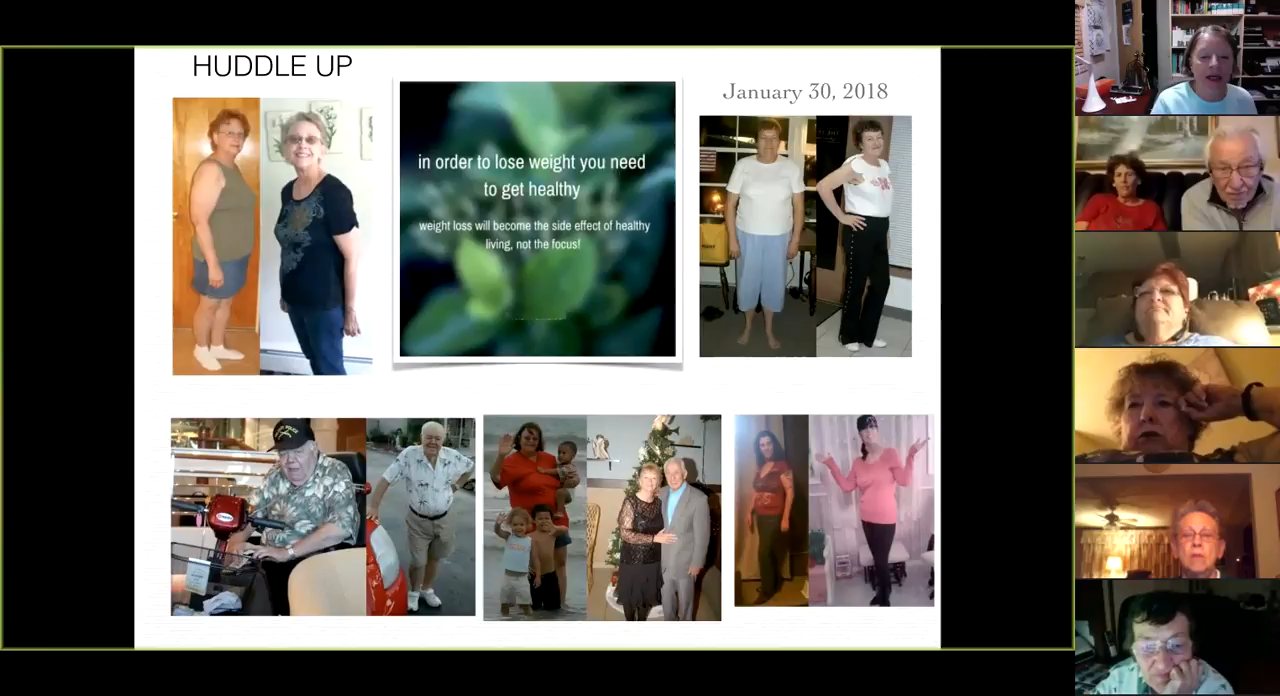 HUDDLE UP
January 30, 2018
in order to lose weight you need
to get healthy
weight loss will become the side effect of healthy
living, not the focus!